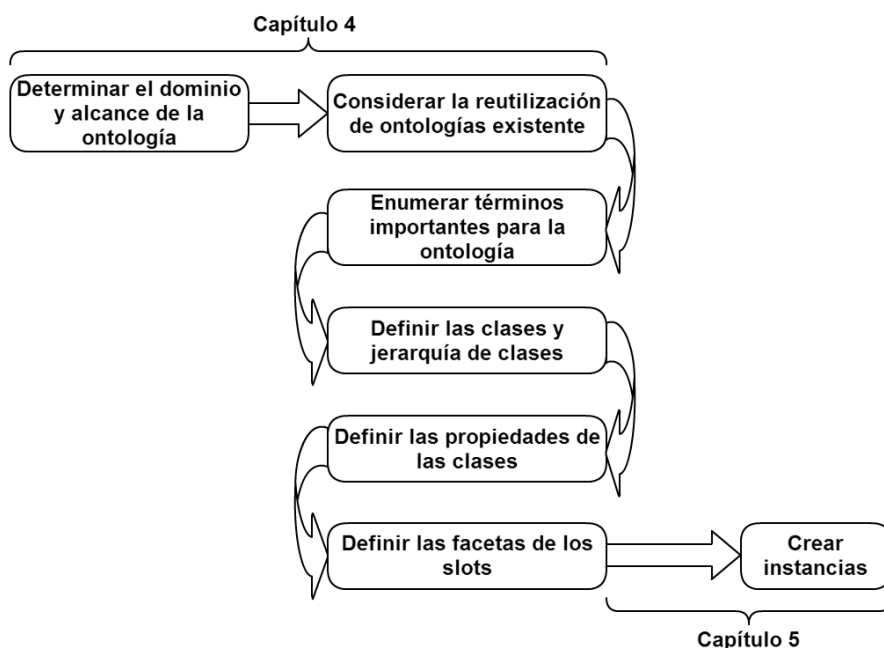 Capítulo 4
Determinar el dominio
y alcance de la
ontología
Considerar la reutilización
de ontologías existente
Enumerar términos
importantes para la
ontología
Definir las clases y
jerarquía de clases
Definir las propiedades de
las clases
Definir las facetas de los
slots
Crear
instancias
Capítulo 5